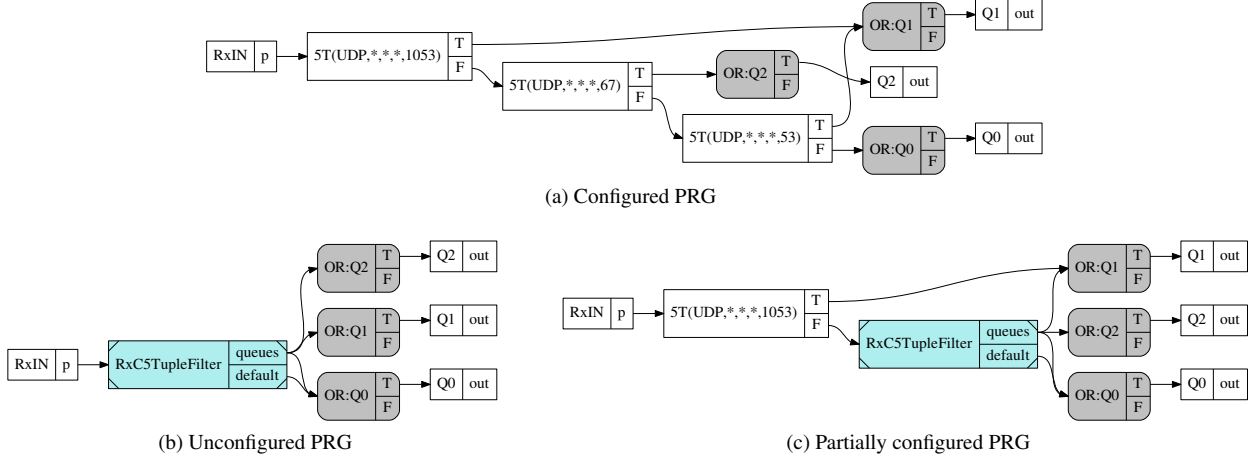 RxIN p
5T(UDP,*,*,*,1053) T F
5T(UDP,*,*,*,67) T F
5T(UDP,*,*,*,53) T F
OR:Q1 T F
Q1 out
OR:Q2 T F
Q2 out
OR:Q0 T F
Q0 out
(a) Configured PRG
RxIN p
RxC5TupleFilter queues default
OR:Q2 T F
Q2 out
OR:Q1 T F
Q1 out
OR:Q0 T F
Q0 out
(b) Unconfigured PRG
RxIN p
5T(UDP,*,*,*,1053) T F
RxC5TupleFilter queues default
OR:Q1 T F
Q1 out
OR:Q2 T F
Q2 out
OR:Q0 T F
Q0 out
(c) Partially configured PRG